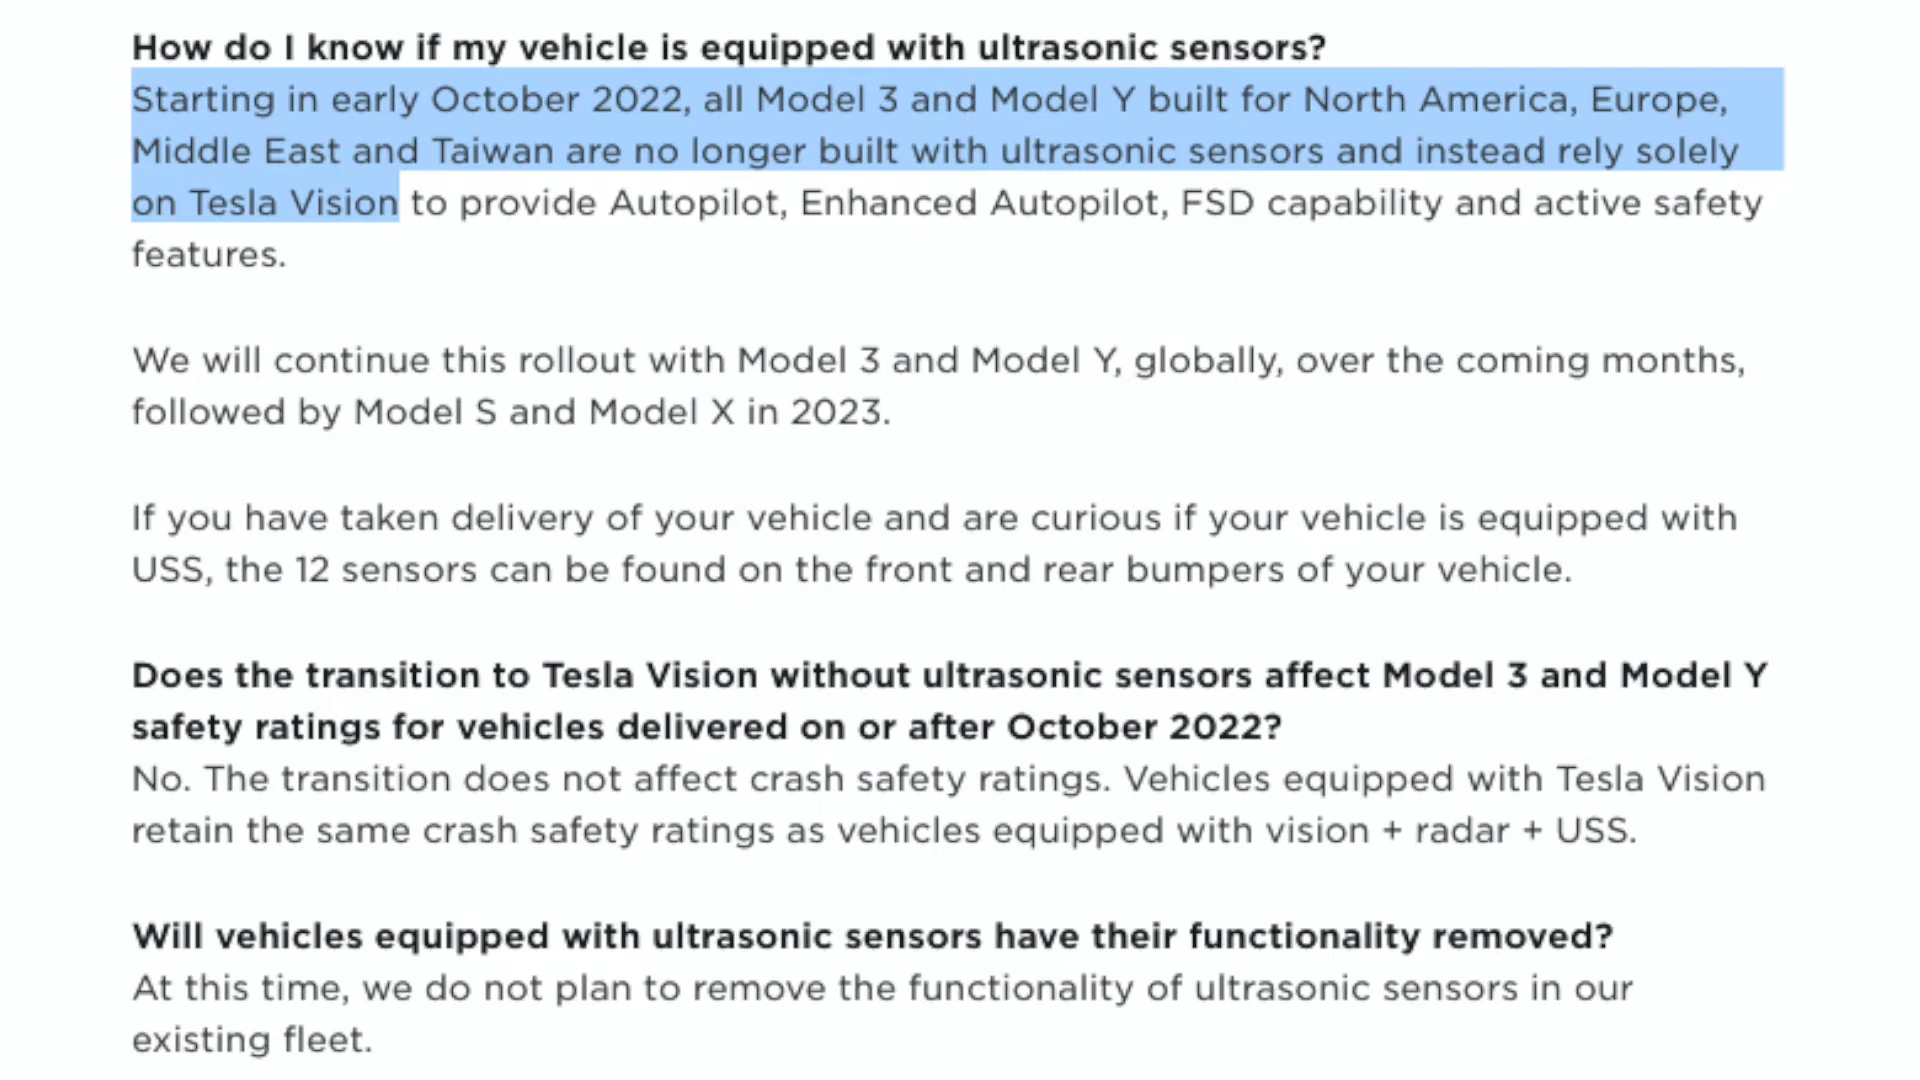 How do I know if my vehicle is equipped with ultrasonic sensors?
Starting in early October 2022, all Model 3 and Model Y built for North America, Europe,
Middle East and Taiwan are no longer built with ultrasonic sensors and instead rely solely
on Tesla Vision to provide Autopilot, Enhanced Autopilot, FSD capability and active safety
features.
We will continue this rollout with Model 3 and Model Y, globally, over the coming months,
followed by Model S and Model X in 2023.
If you have taken delivery of your vehicle and are curious if your vehicle is equipped with
USS, the 12 sensors can be found on the front and rear bumpers of your vehicle.
Does the transition to Tesla Vision without ultrasonic sensors affect Model 3 and Model Y
safety ratings for vehicles delivered on or after October 2022?
No. The transition does not affect crash safety ratings. Vehicles equipped with Tesla Vision
retain the same crash safety ratings as vehicles equipped with vision + radar + USS.
Will vehicles equipped with ultrasonic sensors have their functionality removed?
At this time, we do not plan to remove the functionality of ultrasonic sensors in our
existing fleet.